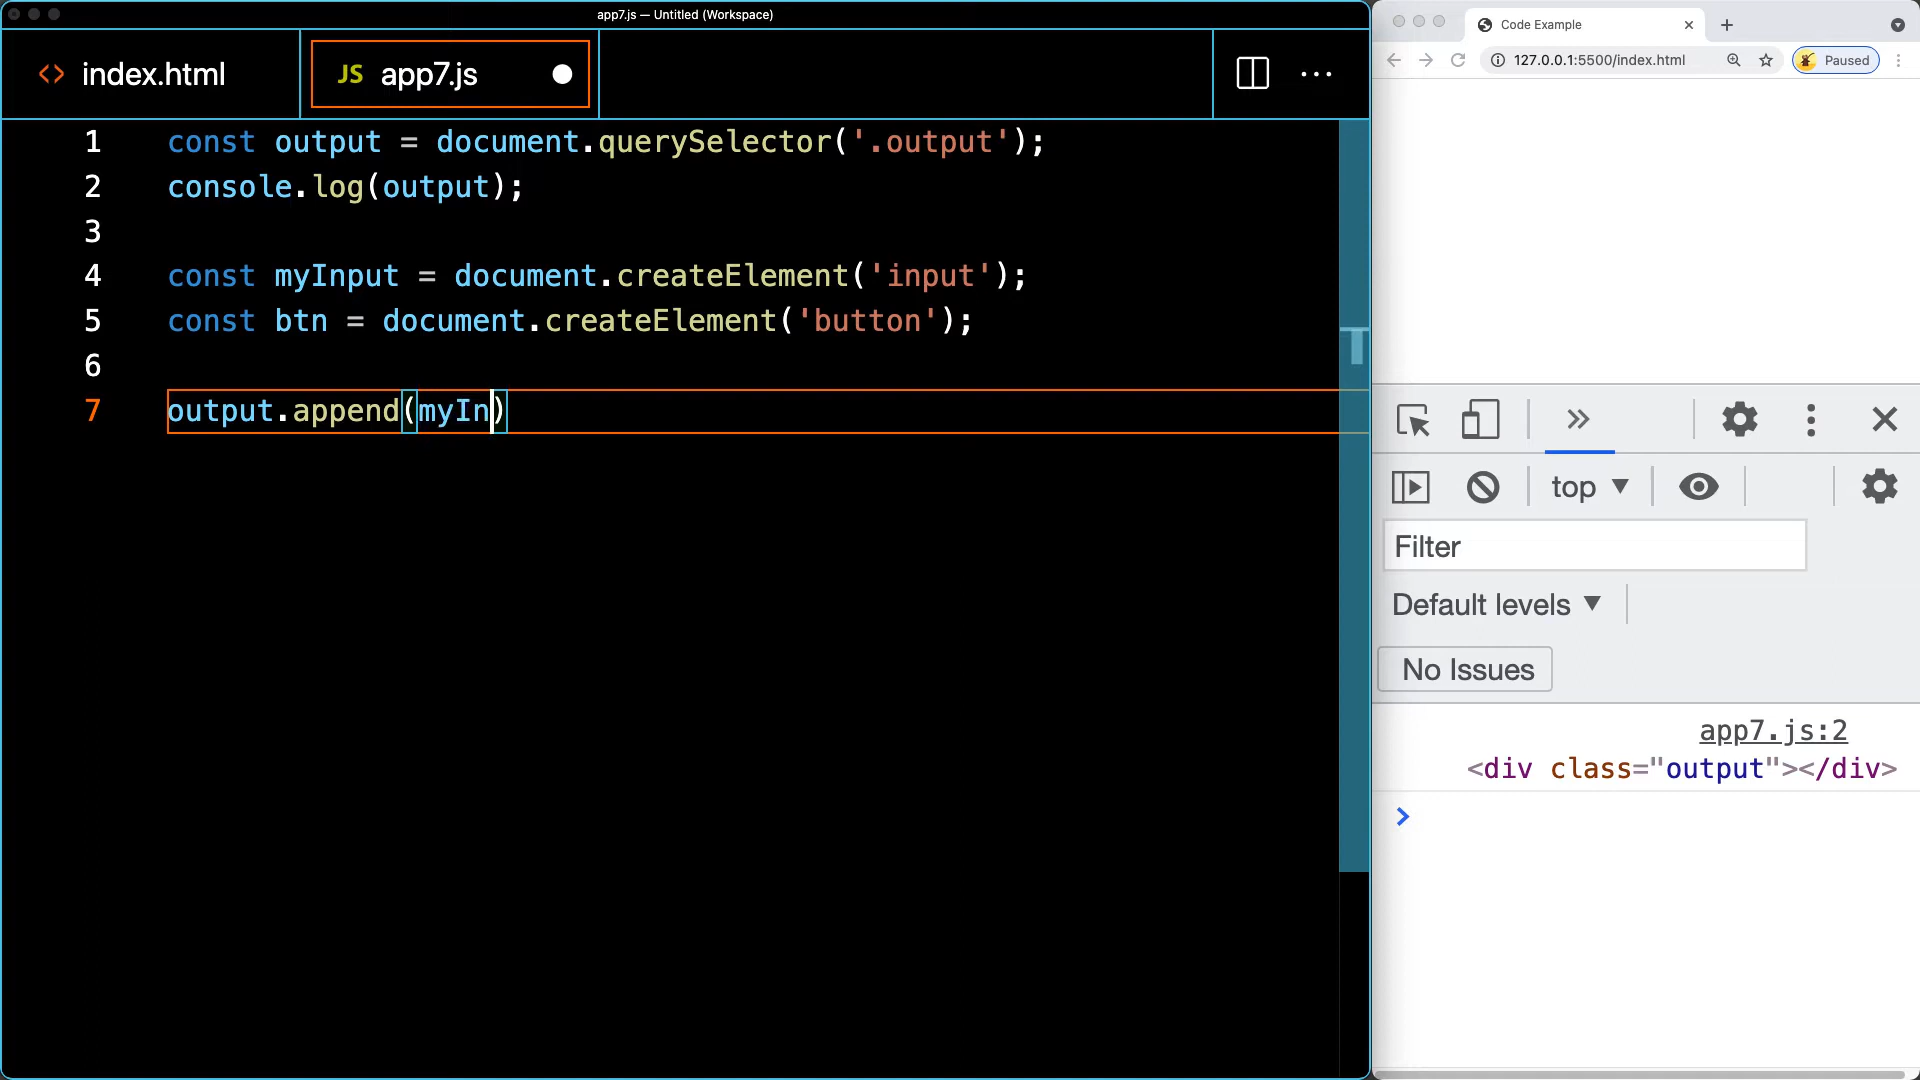 app7.js — Untitled (Workspace)
<> index.html
JS app7.js
1 const output = document.querySelector('.output');
2 console.log(output);
3
4 const myInput = document.createElement('input');
5 const btn = document.createElement('button');
6
7 output.append(myIn)
Code Example
127.0.0.1:5500/index.html
Paused
top
Filter
Default levels
No Issues
app7.js:2
<div class="output"></div>